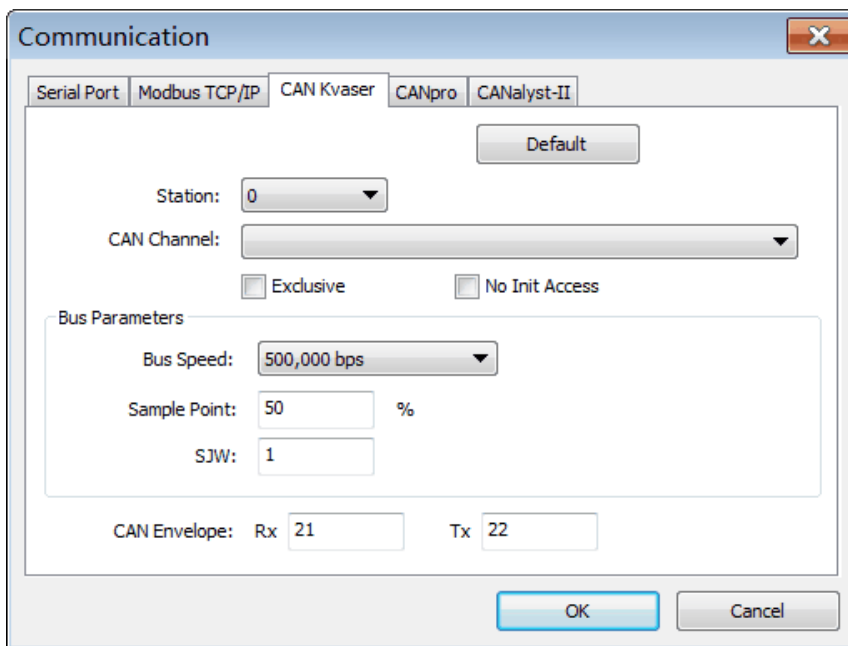 Communication
Serial Port Modbus TCP/IP CAN Kvaser CANpro CANalyst-II
Default
Station: 0
CAN Channel:
Exclusive No Init Access
Bus Parameters
Bus Speed: 500,000 bps
Sample Point: 50 %
SJW: 1
CAN Envelope: Rx 21 Tx 22
OK Cancel